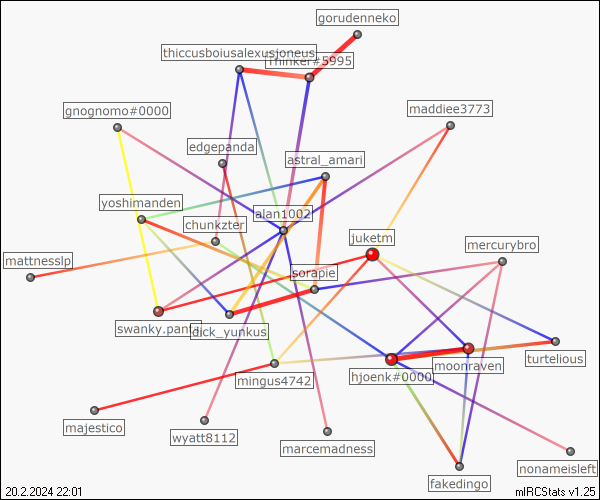 gorudenneko
thiccusboiusalexusjoneus
Thinker#5995
gnognomo#0000
maddiee3773
edgepanda
astral_amari
yoshimanden
alan1002
chunkzter
juketm
mercurybro
mattnesslp
sorapie
swanky.pan
dick_yunkus
turtelious
moonraven
mingus4742
hjoenk#0000
majestico
wyatt8112
marcemadness
nonameisleft
fakedingo
20.2.2024 22:01
mIRCStats v1.25